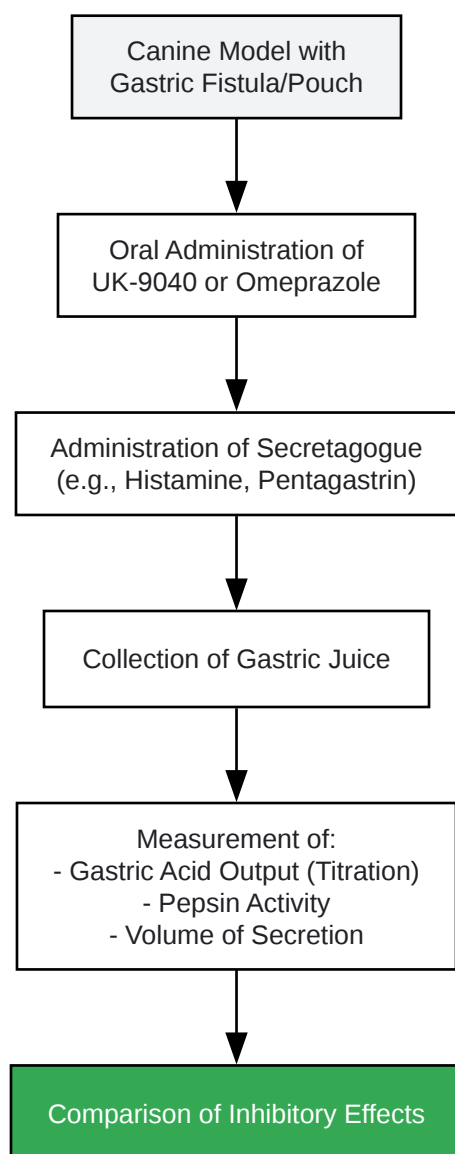 Canine Model with
Gastric Fistula/Pouch
Oral Administration of
UK-9040 or Omeprazole
Administration of Secretagogue
(e.g., Histamine, Pentagastrin)
Collection of Gastric Juice
Measurement of:
- Gastric Acid Output (Titration)
- Pepsin Activity
- Volume of Secretion
Comparison of Inhibitory Effects